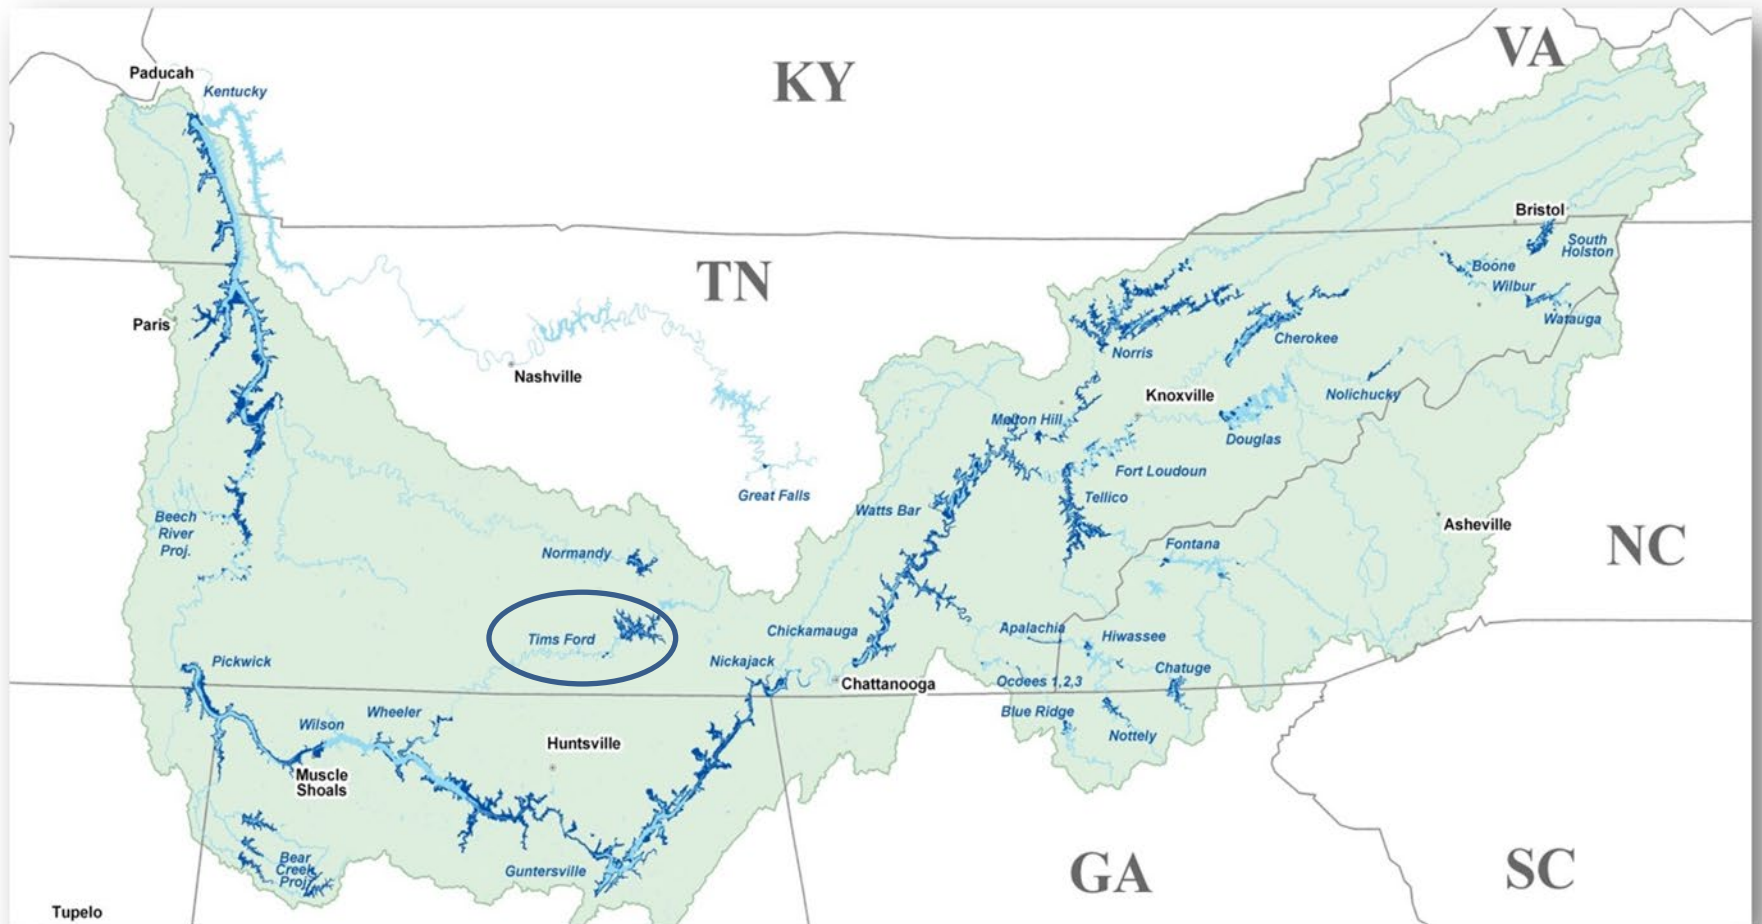 VA
KY
Paducah
Kentucky
Bristol
South
Holston
Boone
TN
Wilbur
Watauga
Paris
Cherokee
Norris
Nashville
Knoxville
Nolichucky
Melton Hill
Douglas
Fort Loudoun
Great Falls
Tellico
Watts Bar
Beech
River
Proj.
Asheville
NC
Fontana
Normandy
Tims Ford
Chickamauga
Apalachia
Hiwassee
Pickwick
Nickajack
Chatuge
Chattanooga
Ocoees 1,2,3
Blue Ridge
Wheeler
Wilson
Nottely
Huntsville
Muscle
Shoals
Bear
Creek
Proj.
Guntersville
GA
SC
Tupelo